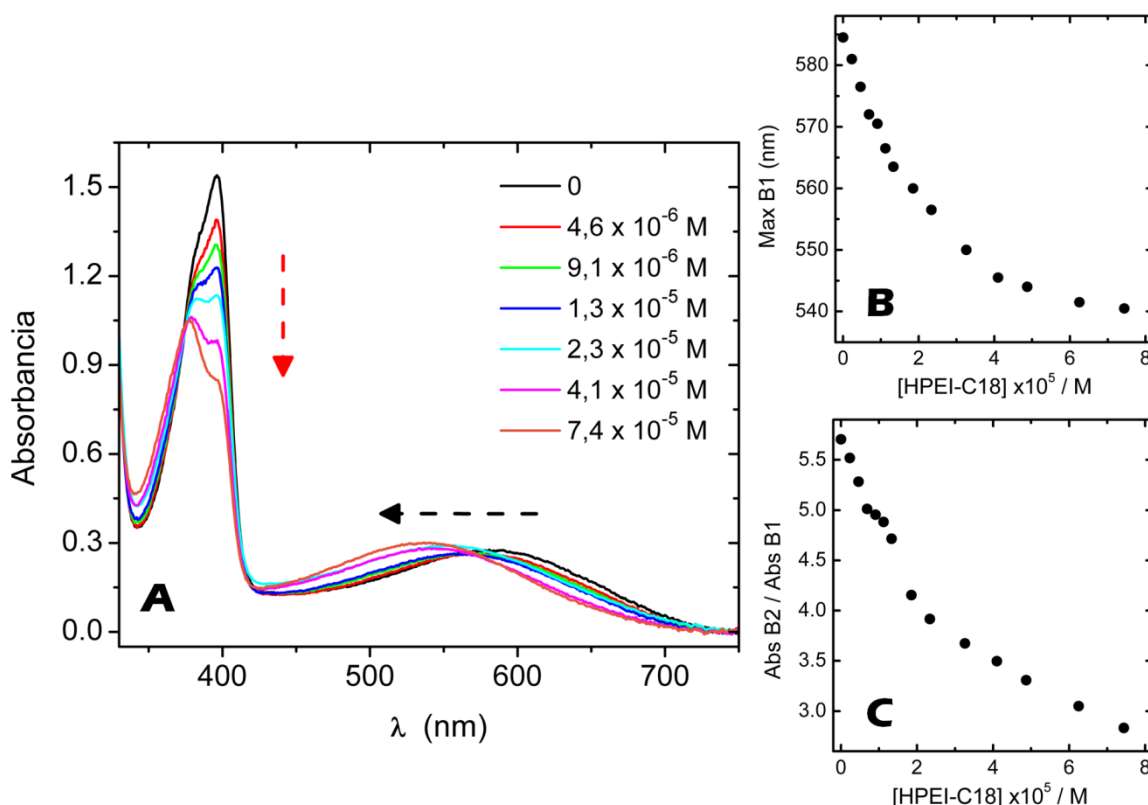 Absorbancia
1.5
1.2
0.9
0.6
0.3
0.0
400
500
600
700
λ (nm)
0
4,6 x 10⁻⁶ M
9,1 x 10⁻⁶ M
1,3 x 10⁻⁵ M
2,3 x 10⁻⁵ M
4,1 x 10⁻⁵ M
7,4 x 10⁻⁵ M
A
Max B1 (nm)
580
570
560
550
540
B
0 2 4 6 8
[HPEI-C18] x10⁵ / M
Abs B2 / Abs B1
5.5
5.0
4.5
4.0
3.5
3.0
C
0 2 4 6 8
[HPEI-C18] x10⁵ / M